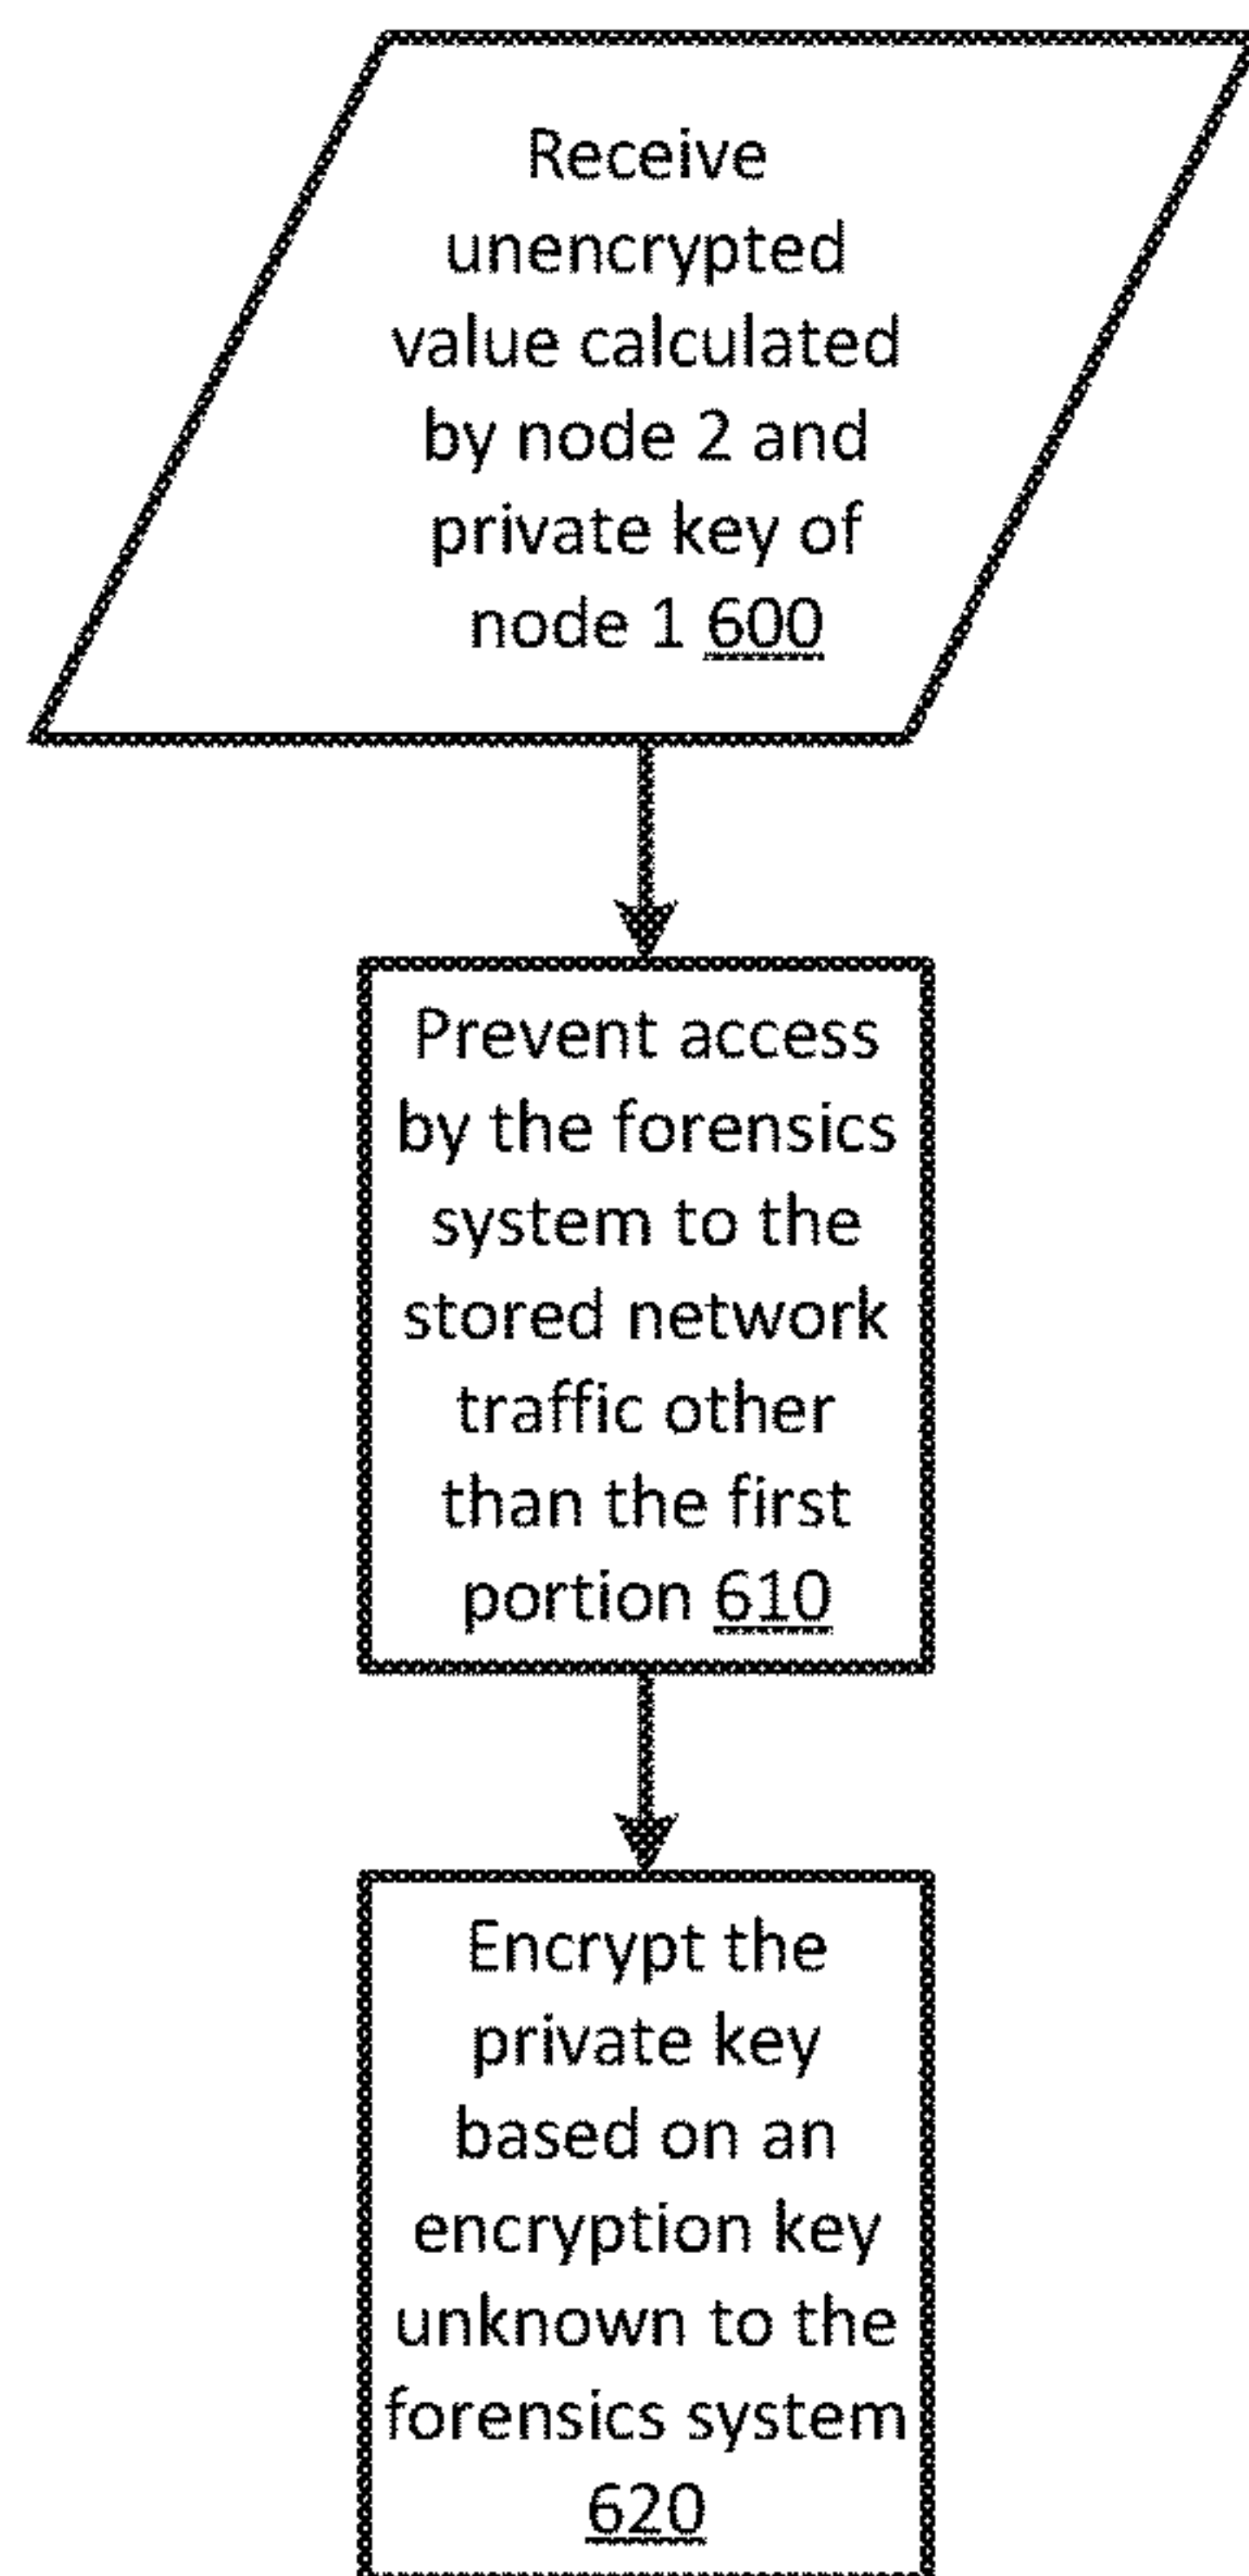 Receive
unencrypted
value calculated
by node 2 and
private key of
node 1 600
Prevent access
by the forensics
system to the
stored network
traffic other
than the first
portion 610
Encrypt the
private key
based on an
encryption key
unknown to the
forensics system
620